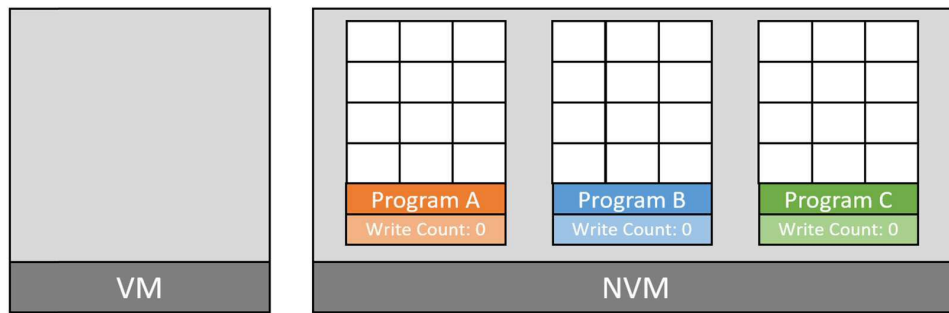 Program A
Write Count: 0
Program B
Write Count: 0
Program C
Write Count: 0
VM
NVM